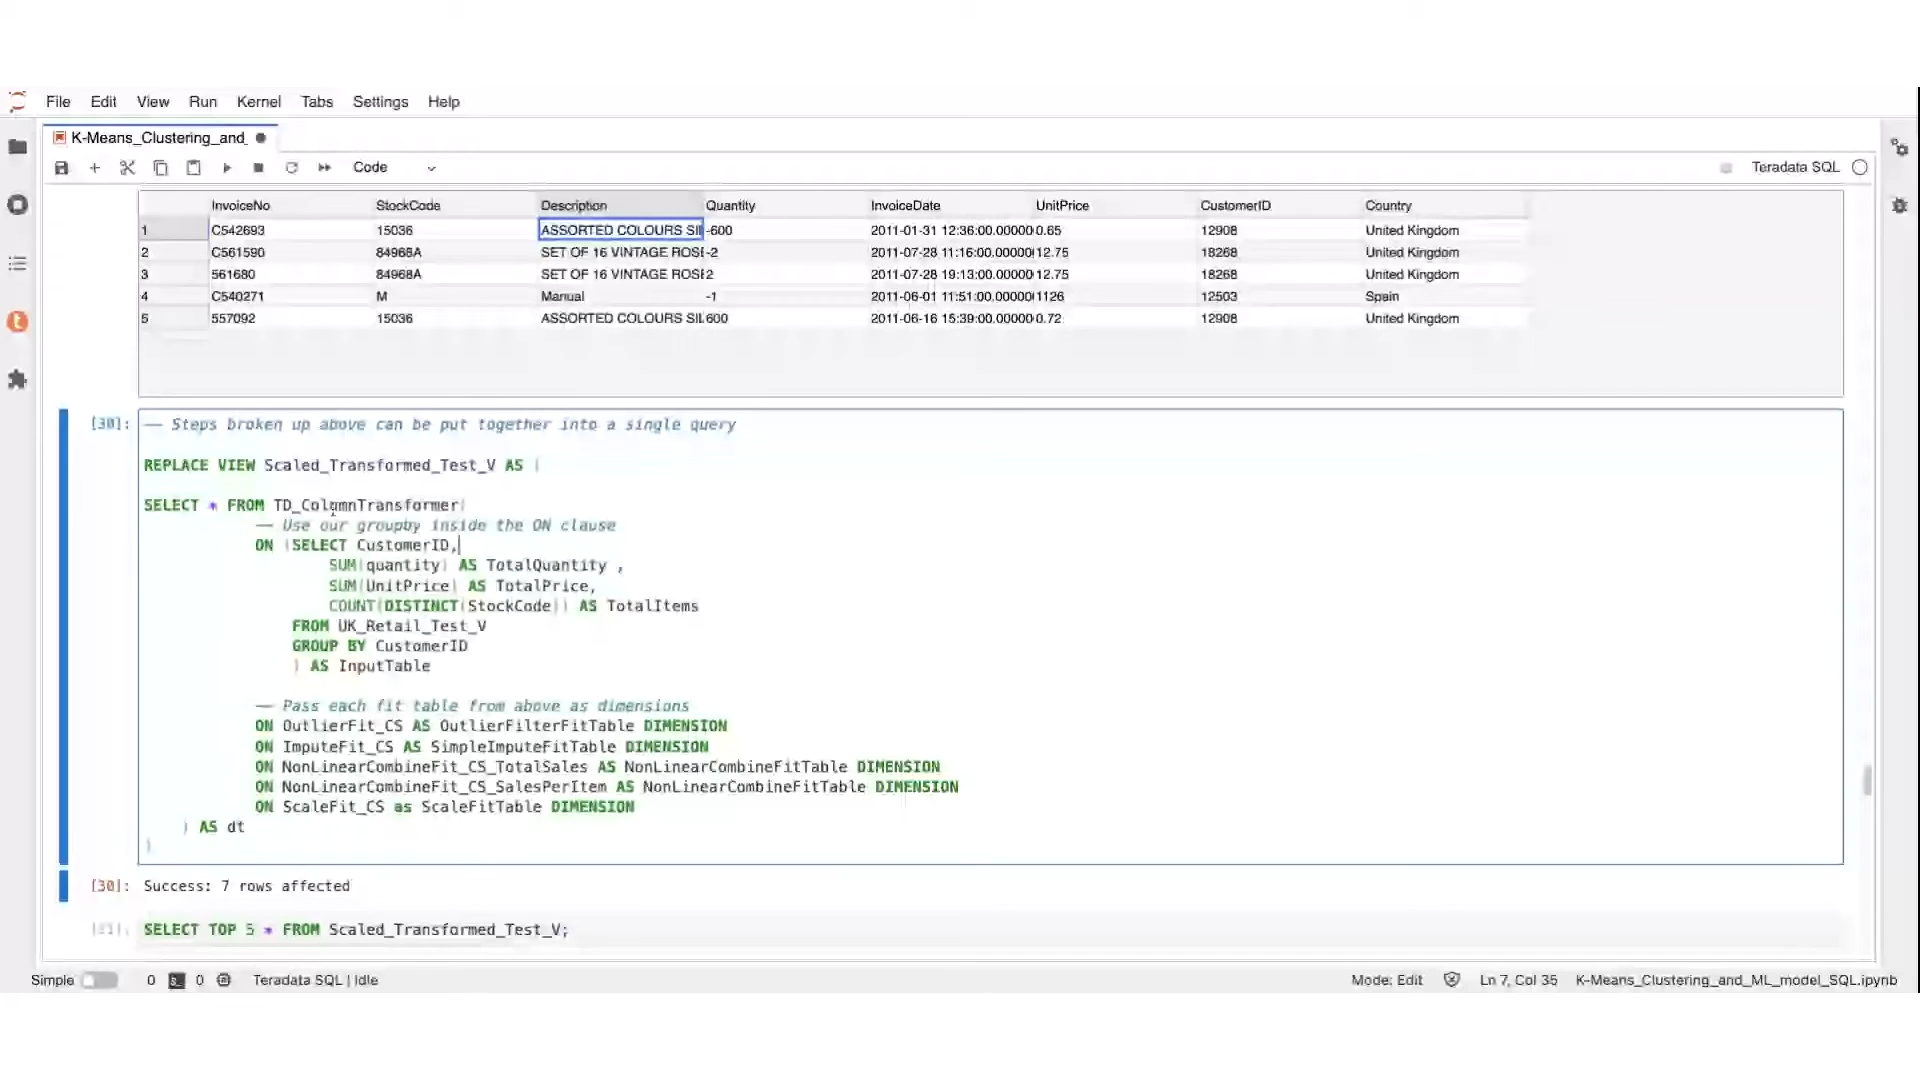 File Edit View Run Kernel Tabs Settings Help
K-Means_Clustering_and_
Code
Teradata SQL
InvoiceNo StockCode Description Quantity InvoiceDate UnitPrice CustomerID Country
1 C542693 15036 ASSORTED COLOURS SIL -600 2011-01-31 12:36:00.00000 0.65 12908 United Kingdom
2 C561590 84968A SET OF 16 VINTAGE ROSE -2 2011-07-28 11:16:00.00000 12.75 18268 United Kingdom
3 561680 84968A SET OF 16 VINTAGE ROSE 2 2011-07-28 19:13:00.00000 12.75 18268 United Kingdom
4 C540271 M Manual -1 2011-06-01 11:51:00.00000 1126 12503 Spain
5 557092 15036 ASSORTED COLOURS SIL 600 2011-06-16 15:39:00.00000 0.72 12908 United Kingdom
[30]: -- Steps broken up above can be put together into a single query
REPLACE VIEW Scaled_Transformed_Test_V AS (
SELECT * FROM TD_ColumnTransformer(
-- Use our groupby inside the ON clause
ON (SELECT CustomerID,
SUM(quantity) AS TotalQuantity ,
SUM(UnitPrice) AS TotalPrice,
COUNT(DISTINCT(StockCode)) AS TotalItems
FROM UK_Retail_Test_V
GROUP BY CustomerID
) AS InputTable
-- Pass each fit table from above as dimensions
ON OutlierFit_CS AS OutlierFilterFitTable DIMENSION
ON ImputeFit_CS AS SimpleImputeFitTable DIMENSION
ON NonLinearCombineFit_CS_TotalSales AS NonLinearCombineFitTable DIMENSION
ON NonLinearCombineFit_CS_SalesPerItem AS NonLinearCombineFitTable DIMENSION
ON ScaleFit_CS as ScaleFitTable DIMENSION
) AS dt
)
[30]: Success: 7 rows affected
[31]: SELECT TOP 5 * FROM Scaled_Transformed_Test_V;
Simple 0 0 Teradata SQL | Idle Mode: Edit Ln 7, Col 35 K-Means_Clustering_and_ML_model_SQL.ipynb